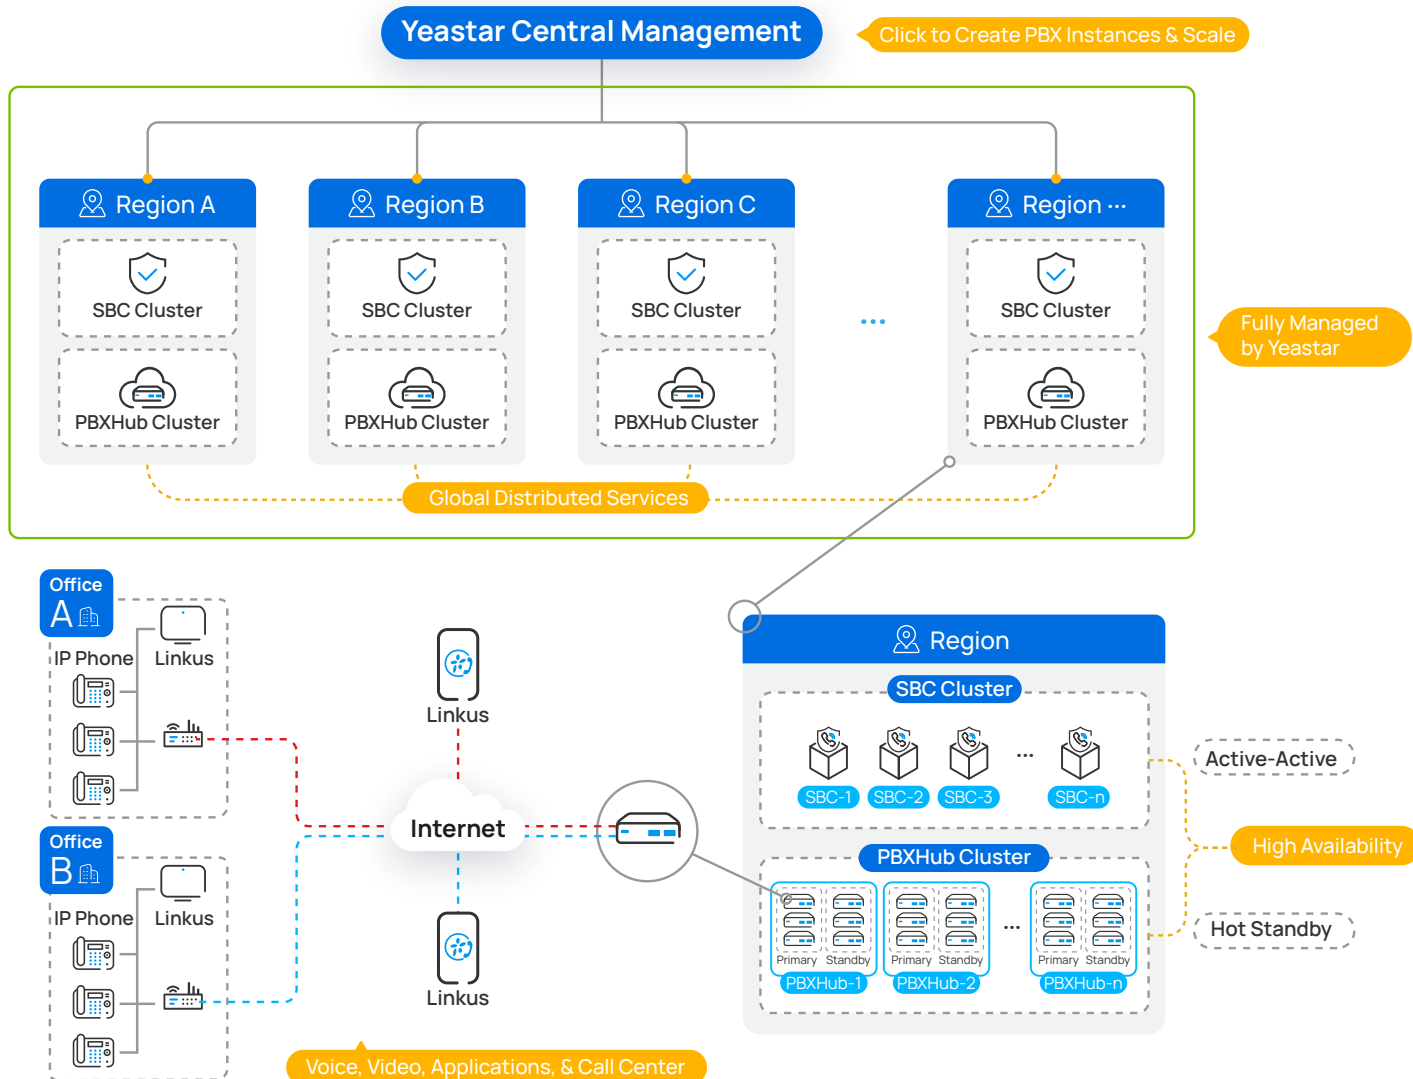 Yeastar Central Management
Click to Create PBX Instances & Scale
Region A
Region B
Region C
Region ···
SBC Cluster
SBC Cluster
SBC Cluster
SBC Cluster
PBXHub Cluster
PBXHub Cluster
PBXHub Cluster
PBXHub Cluster
...
Fully Managed
by Yeastar
Global Distributed Services
Office
A
IP Phone
Linkus
Office
B
IP Phone
Linkus
Linkus
Internet
Linkus
Voice, Video, Applications, & Call Center
Region
SBC Cluster
...
SBC-1
SBC-2
SBC-3
SBC-n
PBXHub Cluster
...
Primary
Standby
Primary
Standby
Primary
Standby
PBXHub-1
PBXHub-2
PBXHub-n
Active-Active
High Availability
Hot Standby